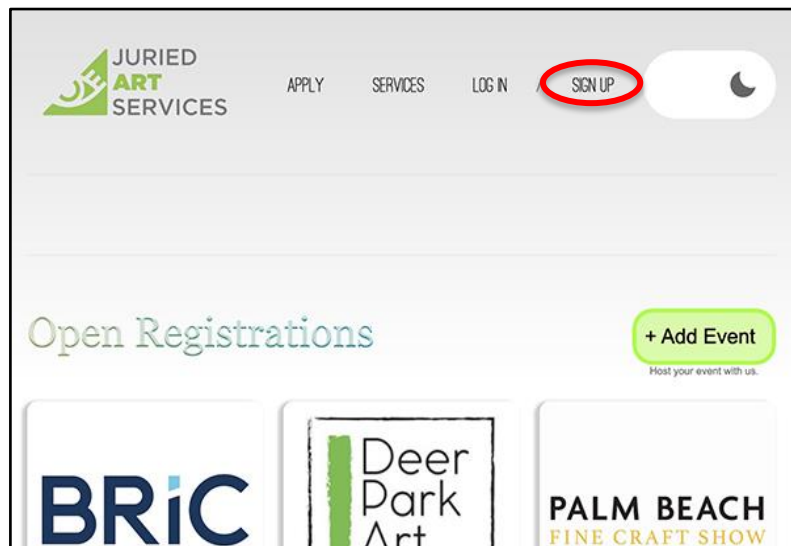 JURIED
ART
SERVICES
JAS
APPLY SERVICES LOG IN / SIGN UP
Open Registrations
+ Add Event
Host your event with us.
BRiC
Deer
Park
Art
PALM BEACH
FINE CRAFT SHOW